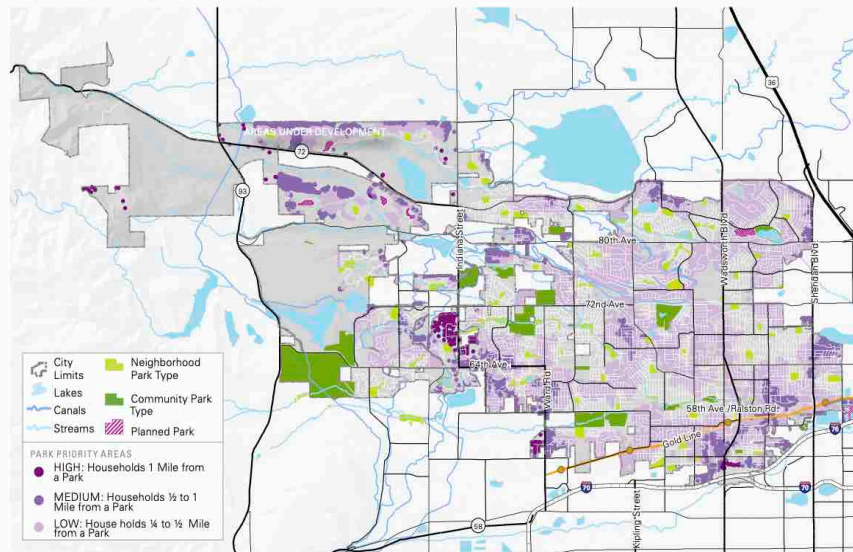 36
AREAS UNDER DEVELOPMENT
72
93
Indiana Street
80th Ave
Wadsworth Blvd
Sheridan Blvd
72nd Ave
64th Ave
Ward Rd
58th Ave./Ralston Rd.
Gold Line
76
70
70
70
58
Kipling Street
City
Limits
Lakes
Canals
Streams
Neighborhood
Park Type
Community Park
Type
Planned Park
PARK PRIORITY AREAS
HIGH: Households 1 Mile from
a Park
MEDIUM: Households ½ to 1
Mile from a Park
LOW: House holds ¼ to ½ Mile
from a Park